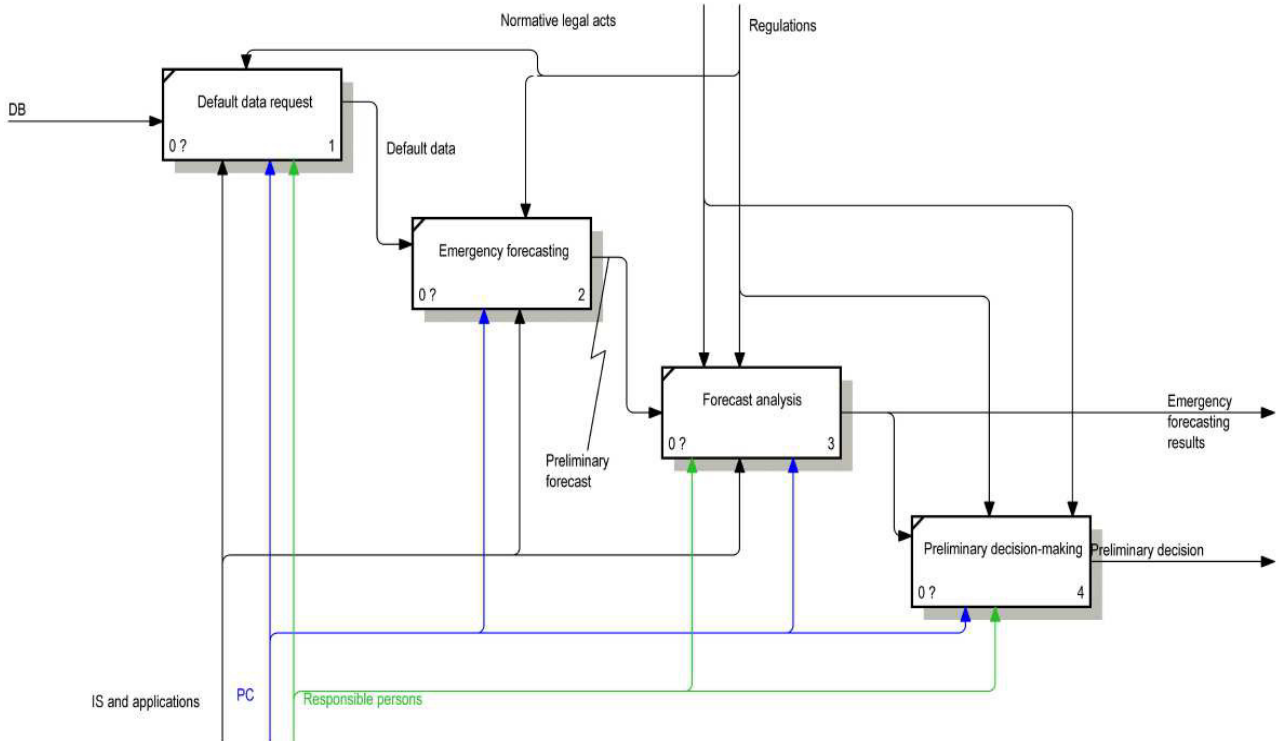 Normative legal acts
Regulations
DB
Default data request
0 ?
1
Default data
Emergency forecasting
0 ?
2
Preliminary
forecast
Forecast analysis
0 ?
3
Emergency
forecasting
results
Preliminary decision-making
0 ?
4
Preliminary decision
IS and applications
PC
Responsible persons